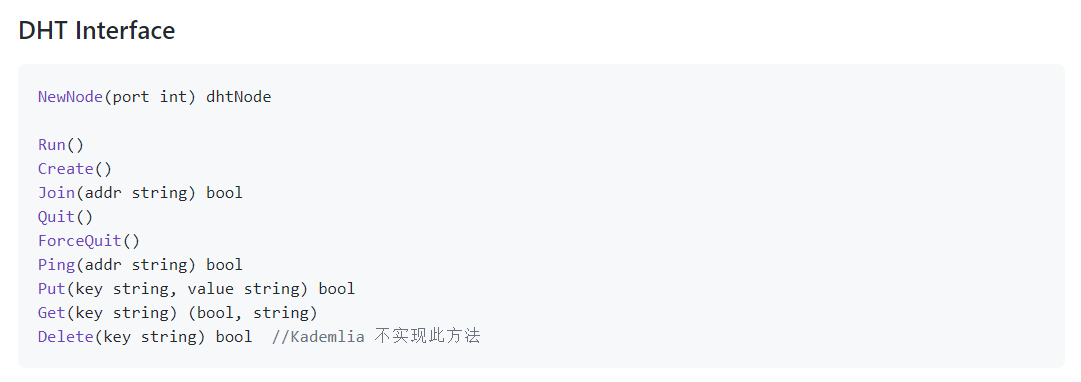 DHT Interface
NewNode(port int) dhtNode
Run()
Create()
Join(addr string) bool
Quit()
ForceQuit()
Ping(addr string) bool
Put(key string, value string) bool
Get(key string) (bool, string)
Delete(key string) bool  //Kademlia 不实现此方法